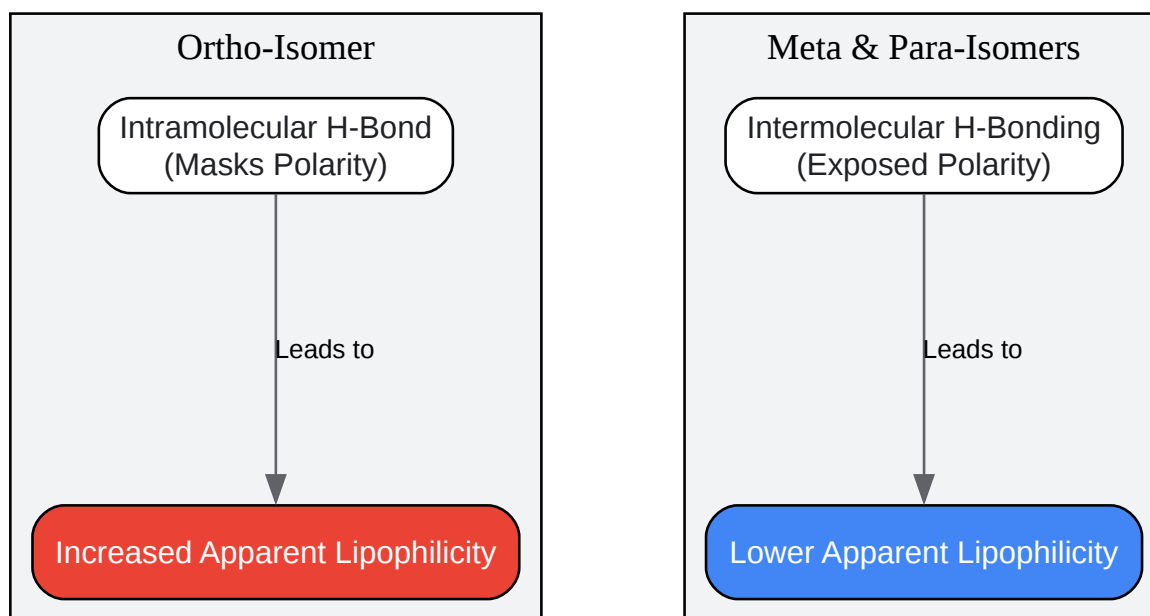 Ortho-Isomer
Intramolecular H-Bond
(Masks Polarity)
Leads to
Increased Apparent Lipophilicity
Meta & Para-Isomers
Intermolecular H-Bonding
(Exposed Polarity)
Leads to
Lower Apparent Lipophilicity